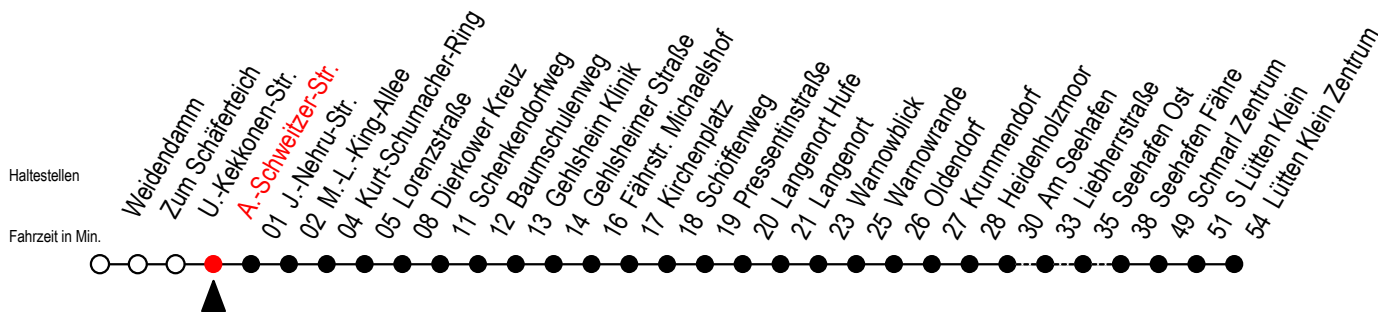 Haltestellen
Fahrzeit in Min.
Weidendamm
Zum Schäferteich
U.-Kekkonen-Str.
A.-Schweitzer-Str.
01 J.-Nehru-Str.
02 M.-L.-King-Allee
04 Kurt-Schumacher-Ring
05 Lorenzstraße
08 Dierkower Kreuz
11 Schenkendorfweg
12 Baumschulenweg
13 Gehlsheim Klinik
14 Gehlsheimer Straße
16 Fährstr. Michaelshof
17 Kirchenplatz
18 Schöffenweg
19 Pressentinstraße
20 Langenort Hufe
21 Langenort
23 Warnowblick
25 Warnowrande
26 Oldendorf
27 Krummendorf
28 Heidenholzmoor
30 Am Seehafen
33 Liebherrstraße
35 Seehafen Ost
38 Seehafen Fähre
49 Schmarl Zentrum
51 S Lütten Klein
54 Lütten Klein Zentrum